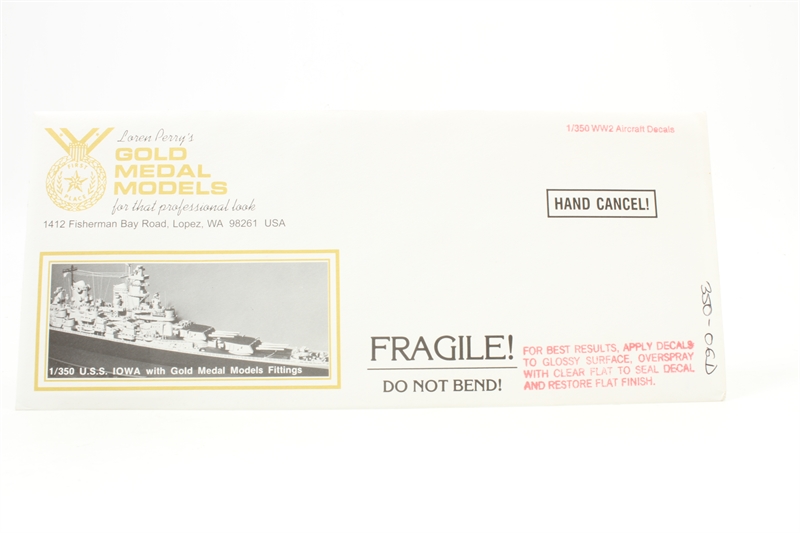 Loren Perry's
GOLD
MEDAL
MODELS
for that professional look
FIRST
PLACE
1412 Fisherman Bay Road, Lopez, WA 98261 USA
1/350 WW2 Aircraft Decals
HAND CANCEL!
1/350 U.S.S. IOWA with Gold Medal Models Fittings
FRAGILE!
DO NOT BEND!
FOR BEST RESULTS, APPLY DECALS
TO GLOSSY SURFACE, OVERSPRAY
WITH CLEAR FLAT TO SEAL DECAL
AND RESTORE FLAT FINISH.
350-06D